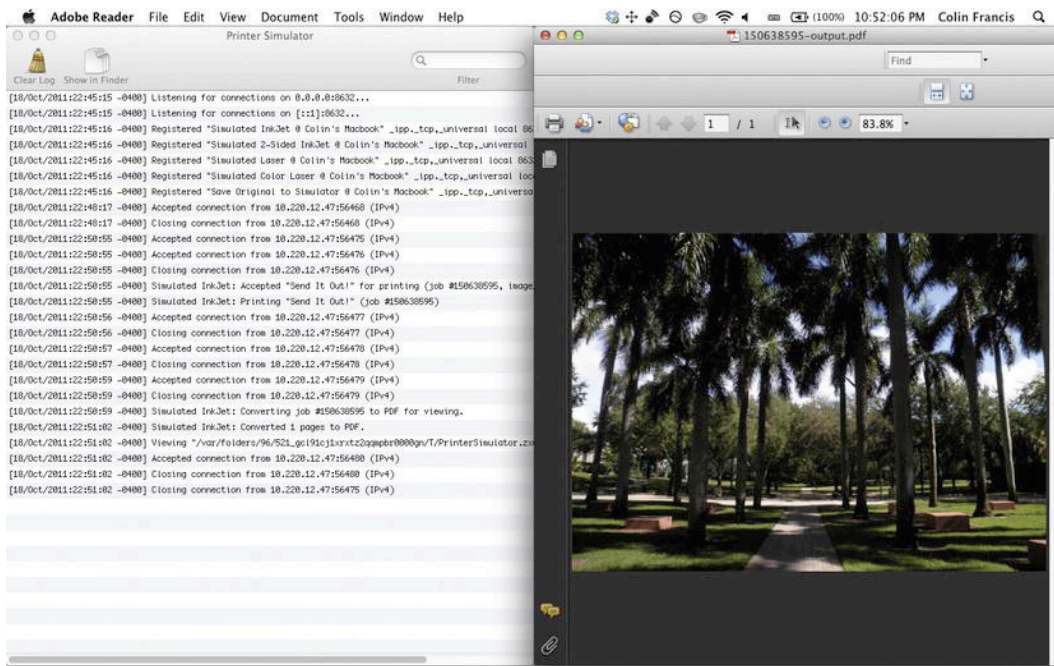 Adobe Reader File Edit View Document Tools Window Help (100%) 10:52:06 PM Colin Francis
Printer Simulator
Clear Log Show in Finder Filter
[18/Oct/2011:22:45:15 -0400] Listening for connections on 0.0.0.0:8632...
[18/Oct/2011:22:45:15 -0400] Listening for connections on [::1]:8632...
[18/Oct/2011:22:45:16 -0400] Registered "Simulated InkJet @ Colin's Macbook" _ipp._tcp,_universal local 863
[18/Oct/2011:22:45:16 -0400] Registered "Simulated 2-Sided InkJet @ Colin's Macbook" _ipp._tcp,_universal
[18/Oct/2011:22:45:16 -0400] Registered "Simulated Laser @ Colin's Macbook" _ipp._tcp,_universal local 863
[18/Oct/2011:22:45:16 -0400] Registered "Simulated Color Laser @ Colin's Macbook" _ipp._tcp,_universal loc
[18/Oct/2011:22:45:16 -0400] Registered "Save Original to Simulator @ Colin's Macbook" _ipp._tcp,_universa
[18/Oct/2011:22:48:17 -0400] Accepted connection from 10.220.12.47:56468 (IPv4)
[18/Oct/2011:22:48:17 -0400] Closing connection from 10.220.12.47:56468 (IPv4)
[18/Oct/2011:22:50:55 -0400] Accepted connection from 10.220.12.47:56475 (IPv4)
[18/Oct/2011:22:50:55 -0400] Accepted connection from 10.220.12.47:56476 (IPv4)
[18/Oct/2011:22:50:55 -0400] Closing connection from 10.220.12.47:56476 (IPv4)
[18/Oct/2011:22:50:55 -0400] Simulated InkJet: Accepted "Send It Out!" for printing (job #150638595, image,
[18/Oct/2011:22:50:55 -0400] Simulated InkJet: Printing "Send It Out!" (job #150638595)
[18/Oct/2011:22:50:56 -0400] Accepted connection from 10.220.12.47:56477 (IPv4)
[18/Oct/2011:22:50:56 -0400] Closing connection from 10.220.12.47:56477 (IPv4)
[18/Oct/2011:22:50:57 -0400] Accepted connection from 10.220.12.47:56478 (IPv4)
[18/Oct/2011:22:50:57 -0400] Closing connection from 10.220.12.47:56478 (IPv4)
[18/Oct/2011:22:50:59 -0400] Accepted connection from 10.220.12.47:56479 (IPv4)
[18/Oct/2011:22:50:59 -0400] Closing connection from 10.220.12.47:56479 (IPv4)
[18/Oct/2011:22:50:59 -0400] Simulated InkJet: Converting job #150638595 to PDF for viewing.
[18/Oct/2011:22:51:02 -0400] Simulated InkJet: Converted 1 pages to PDF.
[18/Oct/2011:22:51:02 -0400] Viewing
[18/Oct/2011:22:51:02 -0400] Accepted connection from 10.220.12.47:56480 (IPv4)
[18/Oct/2011:22:51:02 -0400] Closing connection from 10.220.12.47:56480 (IPv4)
[18/Oct/2011:22:51:02 -0400] Closing connection from 10.220.12.47:56475 (IPv4)
150638595-output.pdf
Find
1 / 1 83.8%